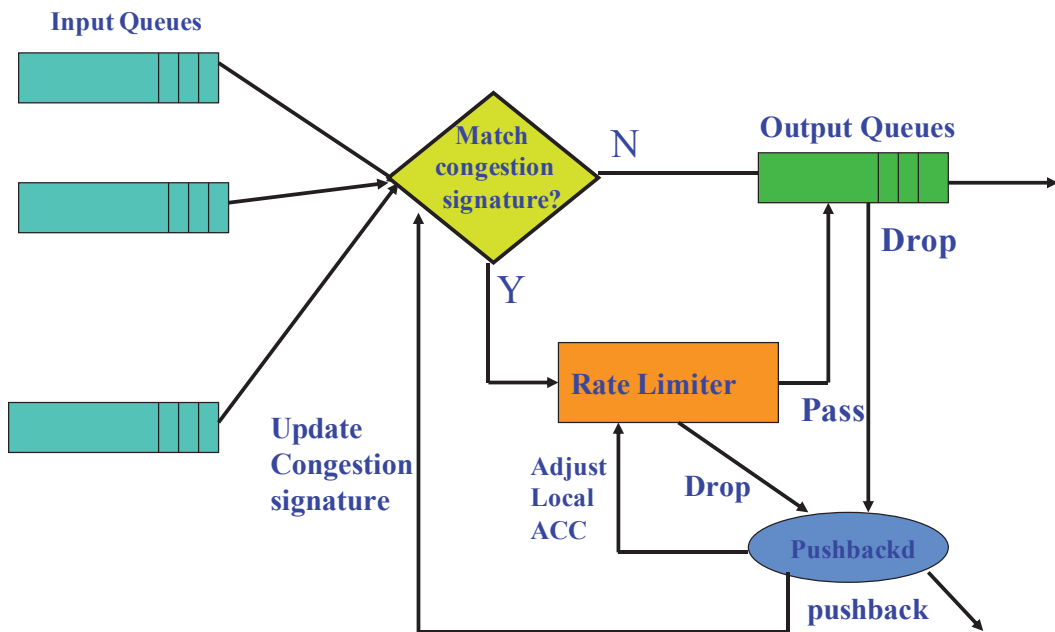 Input Queues
Match
congestion
signature?
N
Output Queues
Drop
Y
Rate Limiter
Pass
Update
Congestion
signature
Adjust
Local
ACC
Drop
Pushbackd
pushback